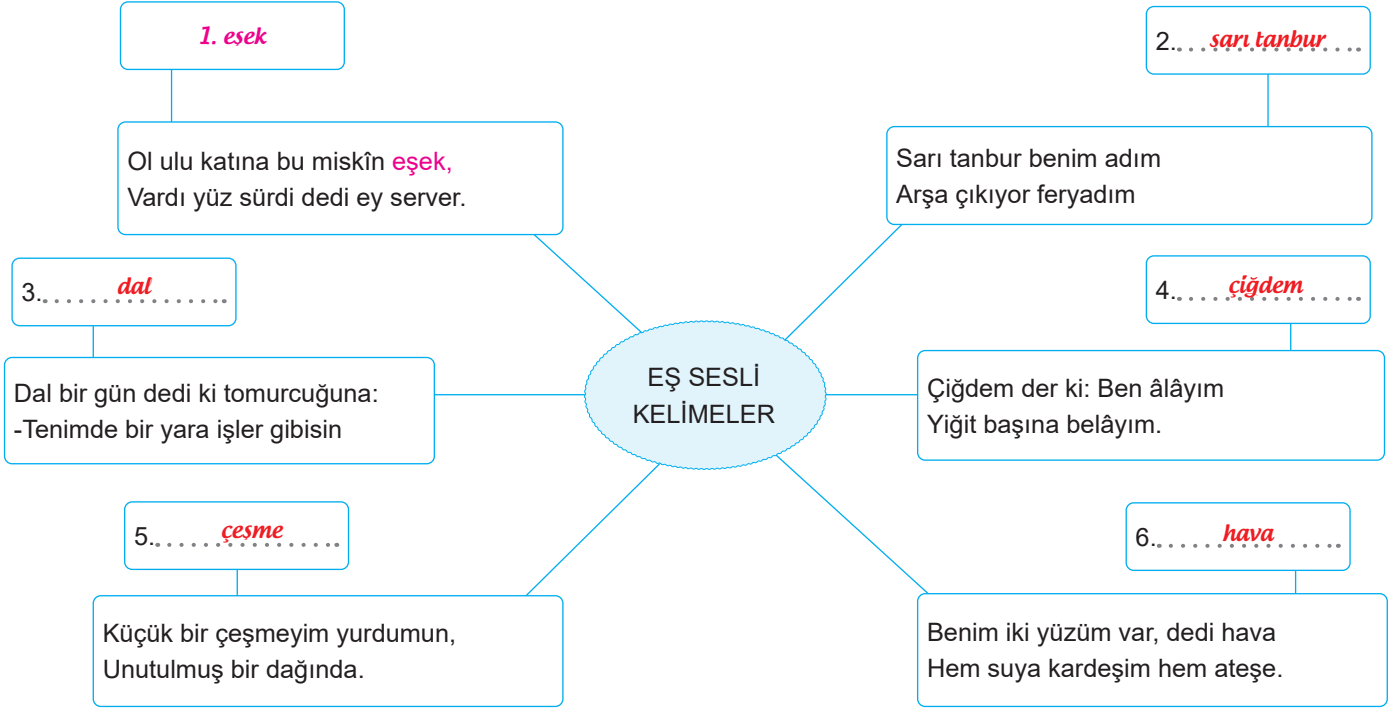 1. eşek
Ol ulu katına bu miskîn eşek,
Vardı yüz sürdi dedi ey server.
2. sarı tanbur
Sarı tanbur benim adım
Arşa çıkıyor feryadım
3. dal
Dal bir gün dedi ki tomurcuğuna:
-Tenimde bir yara işler gibisin
EŞ SESLİ
KELİMELER
4. çiğdem
Çiğdem der ki: Ben âlâyım
Yiğit başına belâyım.
5. çeşme
Küçük bir çeşmeyim yurdumun,
Unutulmuş bir dağında.
6. hava
Benim iki yüzüm var, dedi hava
Hem suya kardeşim hem ateşe.